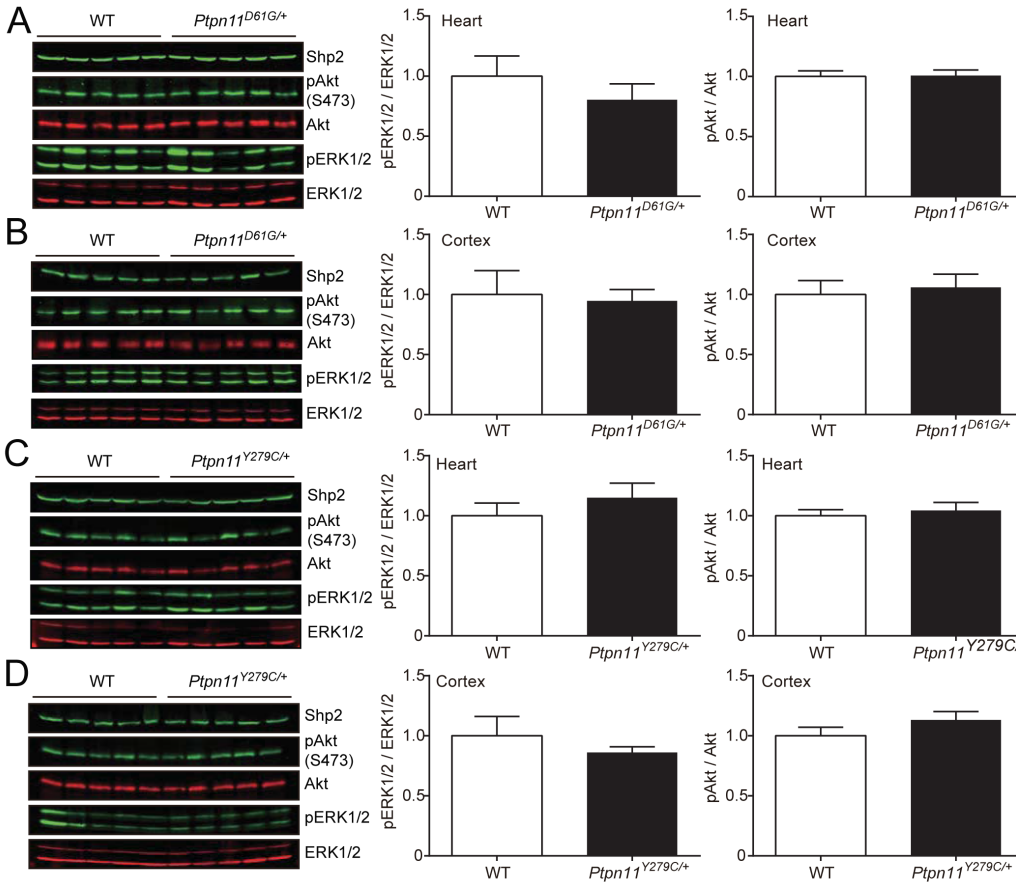 A
WT Ptpn11D61G/+
Shp2
pAkt
(S473)
Akt
pERK1/2
ERK1/2
pERK1/2 / ERK1/2
1.5
1.0
0.5
0
Heart
WT Ptpn11D61G/+
pAkt / Akt
1.5
1.0
0.5
0
Heart
WT Ptpn11D61G/+
B
WT Ptpn11D61G/+
Shp2
pAkt
(S473)
Akt
pERK1/2
ERK1/2
pERK1/2 / ERK1/2
1.5
1.0
0.5
0
Cortex
WT Ptpn11D61G/+
pAkt / Akt
1.5
1.0
0.5
0
Cortex
WT Ptpn11D61G/+
C
WT Ptpn11Y279C/+
Shp2
pAkt
(S473)
Akt
pERK1/2
ERK1/2
pERK1/2 / ERK1/2
1.5
1.0
0.5
0
Heart
WT Ptpn11Y279C/+
pAkt / Akt
1.5
1.0
0.5
0
Heart
WT Ptpn11Y279C/
D
WT Ptpn11Y279C/+
Shp2
pAkt
(S473)
Akt
pERK1/2
ERK1/2
pERK1/2 / ERK1/2
1.5
1.0
0.5
0
Cortex
WT Ptpn11Y279C/+
pAkt / Akt
1.5
1.0
0.5
0
Cortex
WT Ptpn11Y279C/+